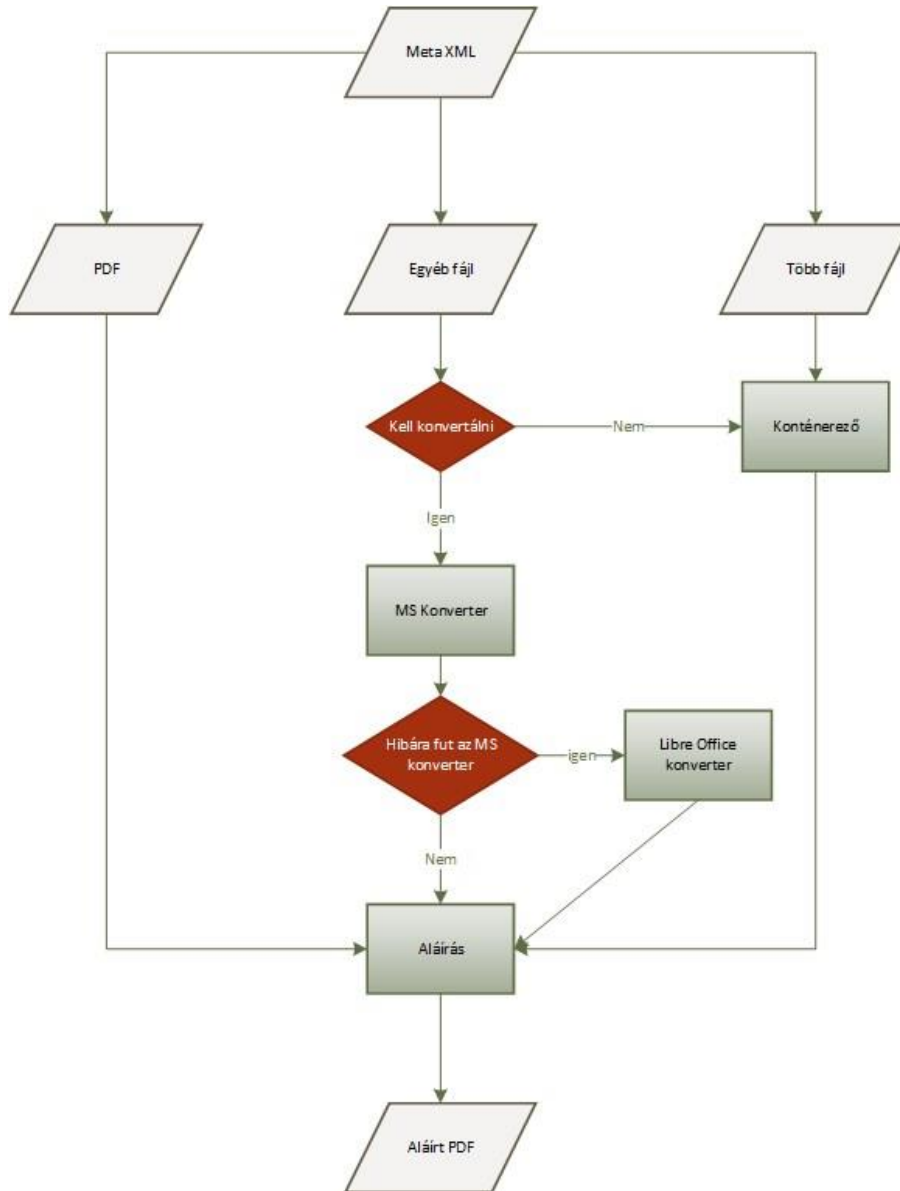 Meta XML
PDF
Egyéb fájl
Több fájl
Kell konvertálni
Nem
Konténerező
Igen
MS Konverter
Hibára fut az MS
konverter
igen
Libre Office
konverter
Nem
Aláírás
Aláírt PDF